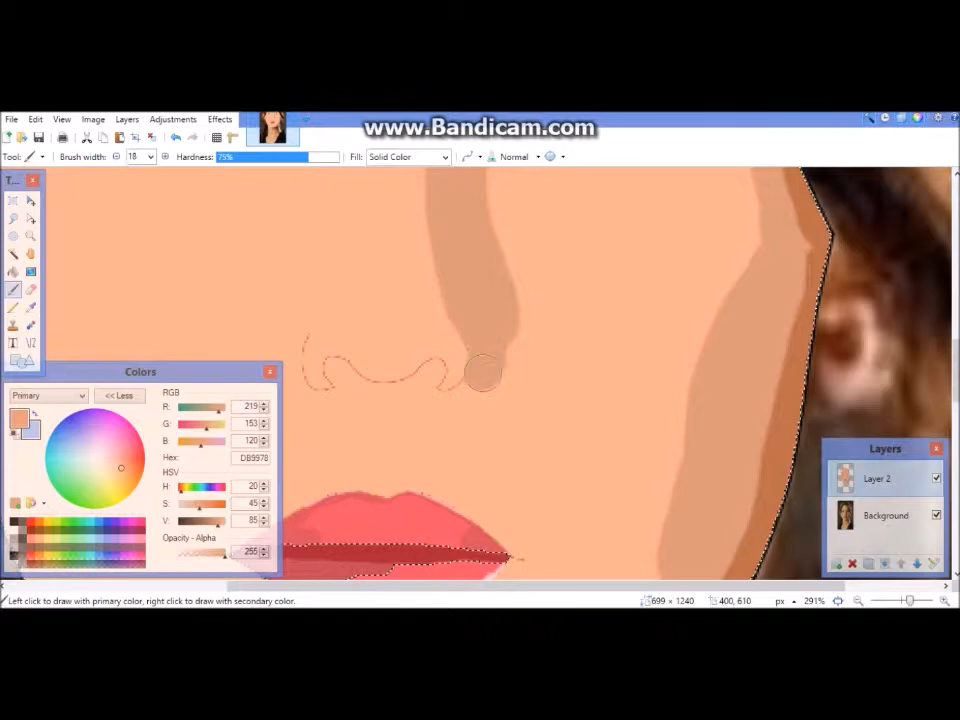 www.Bandicam.com
File Edit View Image Layers Adjustments Effects
Tool: Brush width: 18 Hardness: 75% Fill: Solid Color Normal
T...
Colors
Primary << Less
RGB
R: 219
G: 153
B: 120
Hex: DB9978
HSV
H: 20
S: 45
V: 85
Opacity - Alpha
255
Layers
Layer 2
Background
Left click to draw with primary color, right click to draw with secondary color. 699 × 1240 400, 610 px 291%